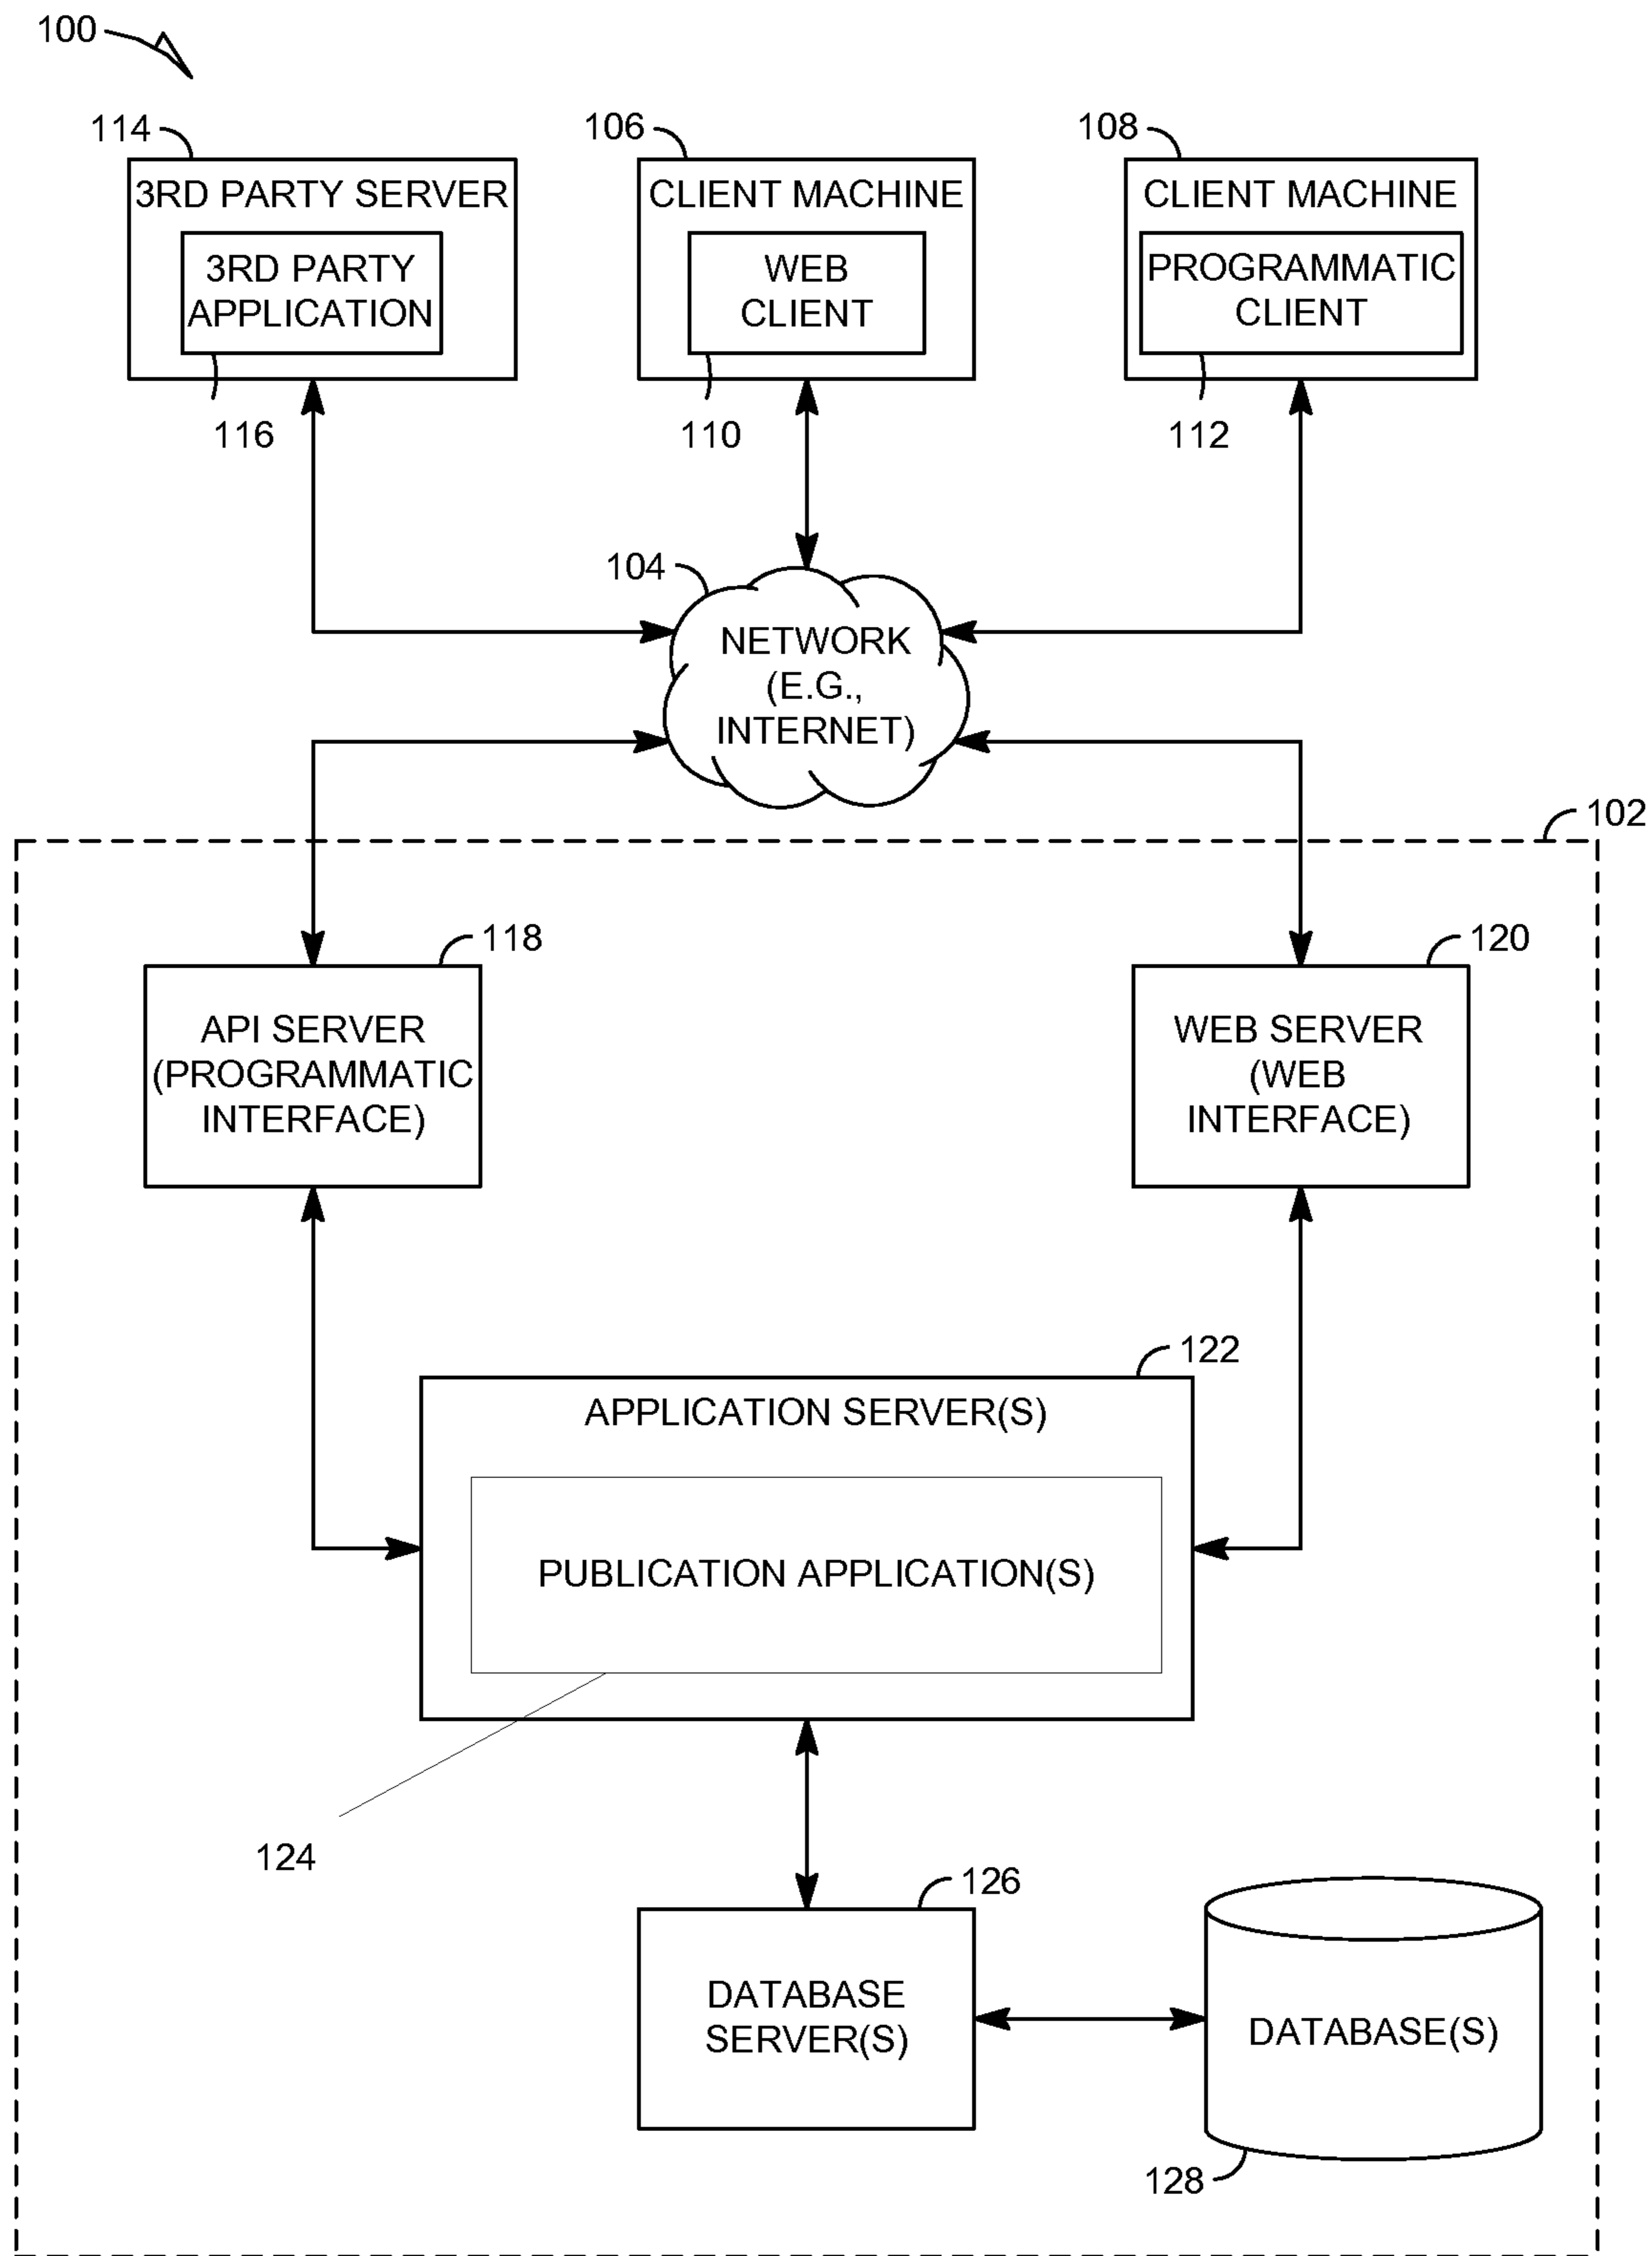 100
114
106
108
3RD PARTY SERVER
3RD PARTY
APPLICATION
CLIENT MACHINE
WEB
CLIENT
CLIENT MACHINE
PROGRAMMATIC
CLIENT
116
110
112
104
NETWORK
(E.G.,
INTERNET)
102
118
120
API SERVER
(PROGRAMMATIC
INTERFACE)
WEB SERVER
(WEB
INTERFACE)
122
APPLICATION SERVER(S)
PUBLICATION APPLICATION(S)
124
126
DATABASE
SERVER(S)
DATABASE(S)
128